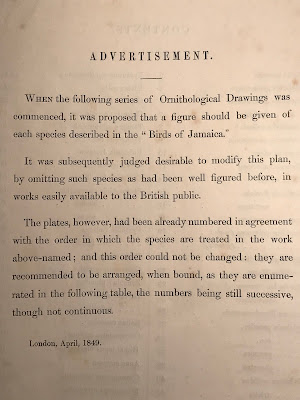 ADVERTISEMENT.
When the following series of Ornithological Drawings was
commenced, it was proposed that a figure should be given of
each species described in the “Birds of Jamaica.”
It was subsequently judged desirable to modify this plan,
by omitting such species as had been well figured before, in
works easily available to the British public.
The plates, however, had been already numbered in agreement
with the order in which the species are treated in the work
above-named; and this order could not be changed: they are
recommended to be arranged, when bound, as they are enume-
rated in the following table, the numbers being still successive,
though not continuous.
London, April, 1849.